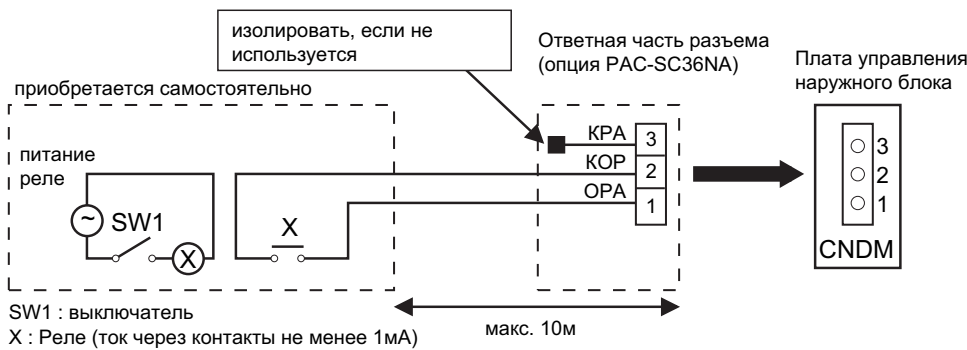 изолировать, если не
используется
Ответная часть разъема
(опция PAC-SC36NA)
Плата управления
наружного блока
приобретается самостоятельно
питание
реле
~
SW1
X
X
КРА
3
КОР
2
ОРА
1
3
2
1
CNDM
макс. 10м
SW1 : выключатель
X : Реле (ток через контакты не менее 1мА)